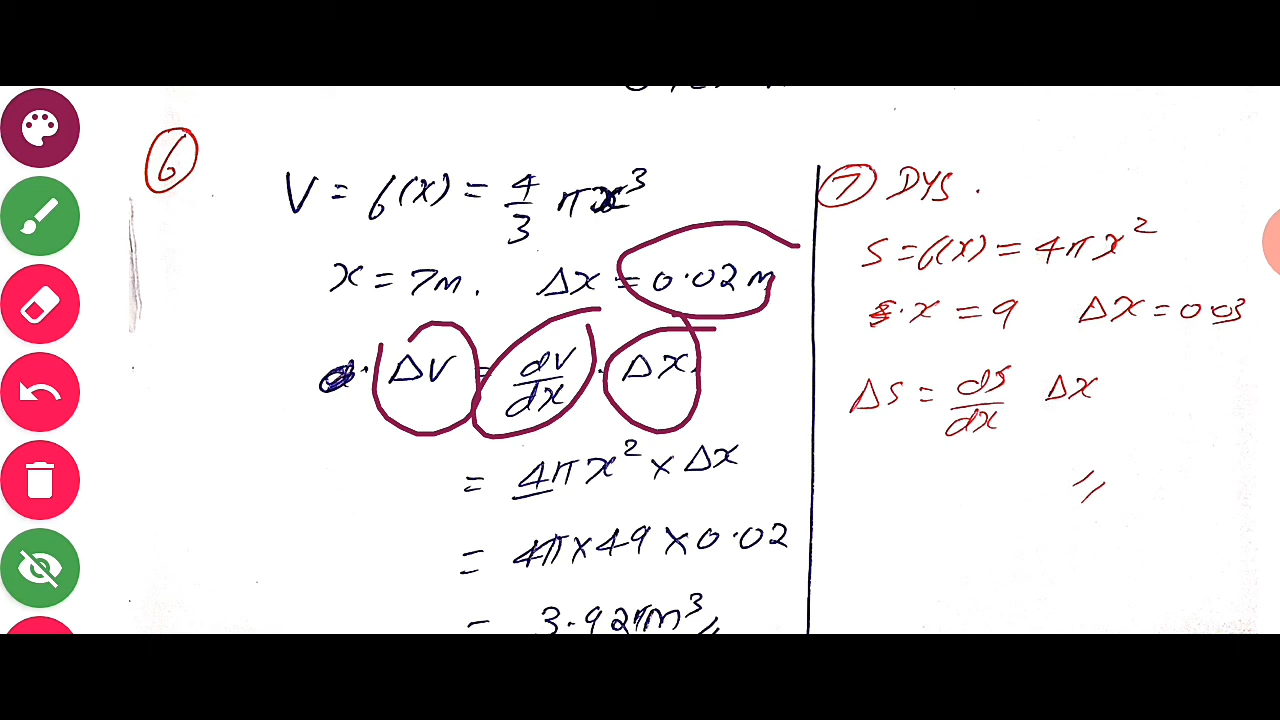 6
V = f(x) = 4/3 πx³
x = 7m. Δx = 0.02m
ΔV = dV/dx · Δx.
= 4πx² × Δx
= 4π × 49 × 0.02
= 3.92πm³
7 DYS.
S = f(x) = 4πx²
x = 9 Δx = 0.03
ΔS = dS/dx Δx